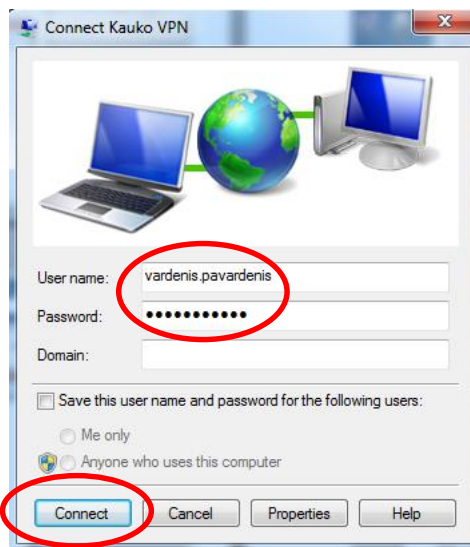 Connect Kauko VPN
User name: vardenis.pavardenis
Password: ●●●●●●●●●●●
Domain:
Save this user name and password for the following users:
Me only
Anyone who uses this computer
Connect Cancel Properties Help